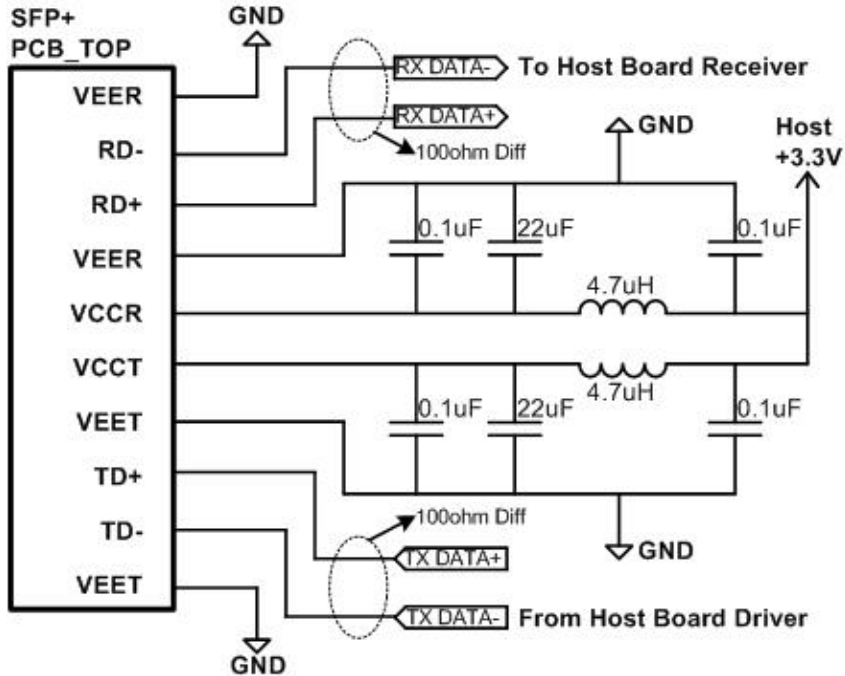 SFP+
PCB_TOP
GND
VEER
RD-
RD+
VEER
VCCR
VCCT
VEET
TD+
TD-
VEET
GND
RX DATA-
To Host Board Receiver
RX DATA+
100ohm Diff
GND
Host
+3.3V
0.1uF
22uF
0.1uF
4.7uH
4.7uH
0.1uF
22uF
0.1uF
100ohm Diff
GND
TX DATA+
TX DATA-
From Host Board Driver